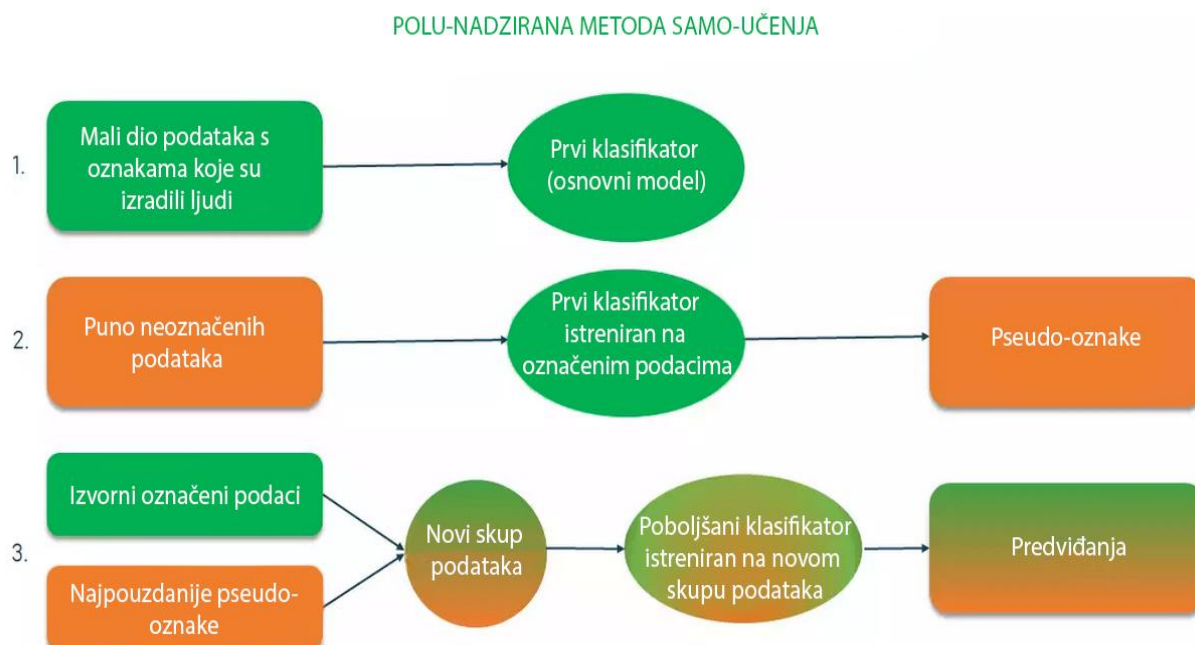 POLU-NADZIRANA METODA SAMO-UČENJA
1.
Mali dio podataka s
oznakama koje su
izradili ljudi
Prvi klasifikator
(osnovni model)
2.
Puno neoznačenih
podataka
Prvi klasifikator
istreniran na
označenim podacima
Pseudo-oznake
3.
Izvorni označeni podaci
Najpouzdanije pseudo-
oznake
Novi skup
podataka
Poboljšani klasifikator
istreniran na novom
skupu podataka
Predviđanja